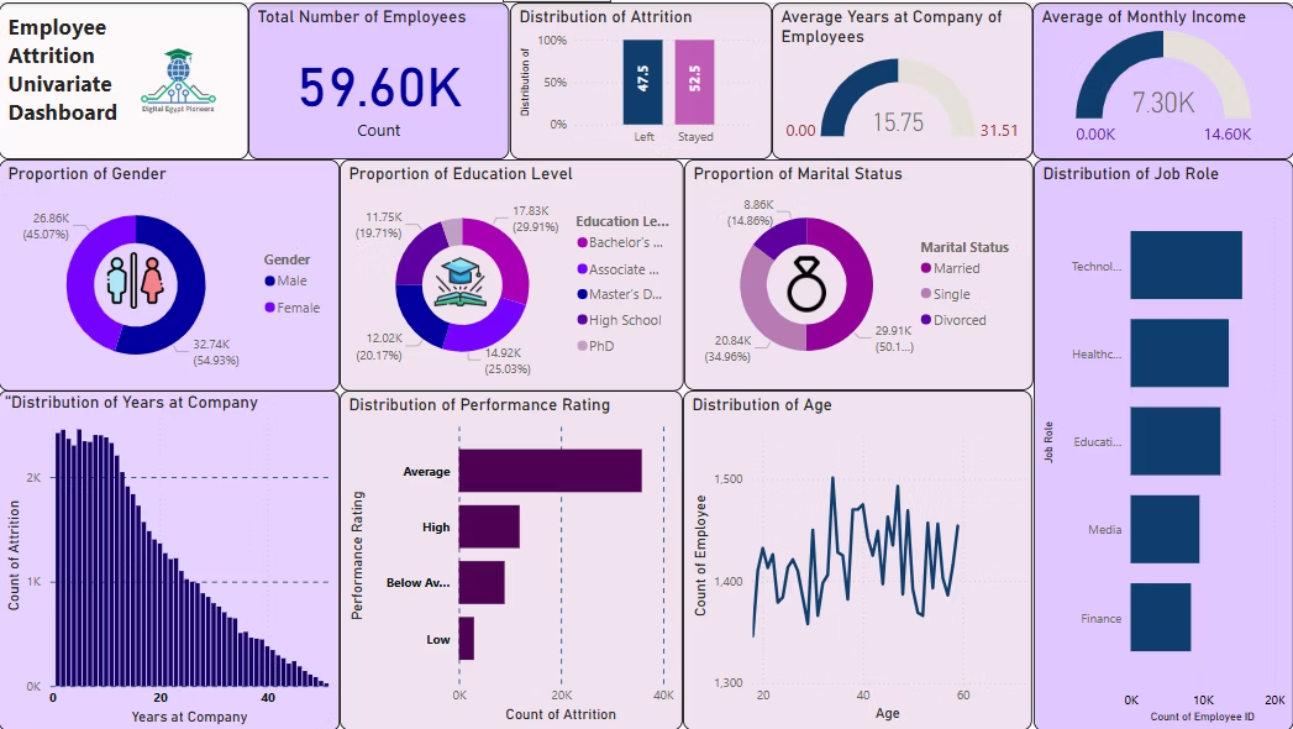 Employee
Attrition
Univariate
Dashboard
Digital Egypt Pioneers
Total Number of Employees
59.60K
Count
Distribution of Attrition
Distribution of
100%
50%
0%
47.5
52.5
Left
Stayed
Average Years at Company of
Employees
15.75
0.00
31.51
Average of Monthly Income
7.30K
0.00K
14.60K
Proportion of Gender
26.86K
(45.07%)
32.74K
(54.93%)
Gender
Male
Female
Proportion of Education Level
11.75K
(19.71%)
17.83K
(29.91%)
12.02K
(20.17%)
14.92K
(25.03%)
Education Le...
Bachelor's ...
Associate ...
Master's D...
High School
PhD
Proportion of Marital Status
8.86K
(14.86%)
20.84K
(34.96%)
29.91K
(50.1...)
Marital Status
Married
Single
Divorced
Distribution of Job Role
Job Role
Technol...
Healthc...
Educati...
Media
Finance
0K
10K
20K
Count of Employee ID
"Distribution of Years at Company
Count of Attrition
2K
1K
0K
0
20
40
Years at Company
Distribution of Performance Rating
Performance Rating
Average
High
Below Av...
Low
0K
20K
40K
Count of Attrition
Distribution of Age
Count of Employee
1,500
1,400
1,300
20
40
60
Age